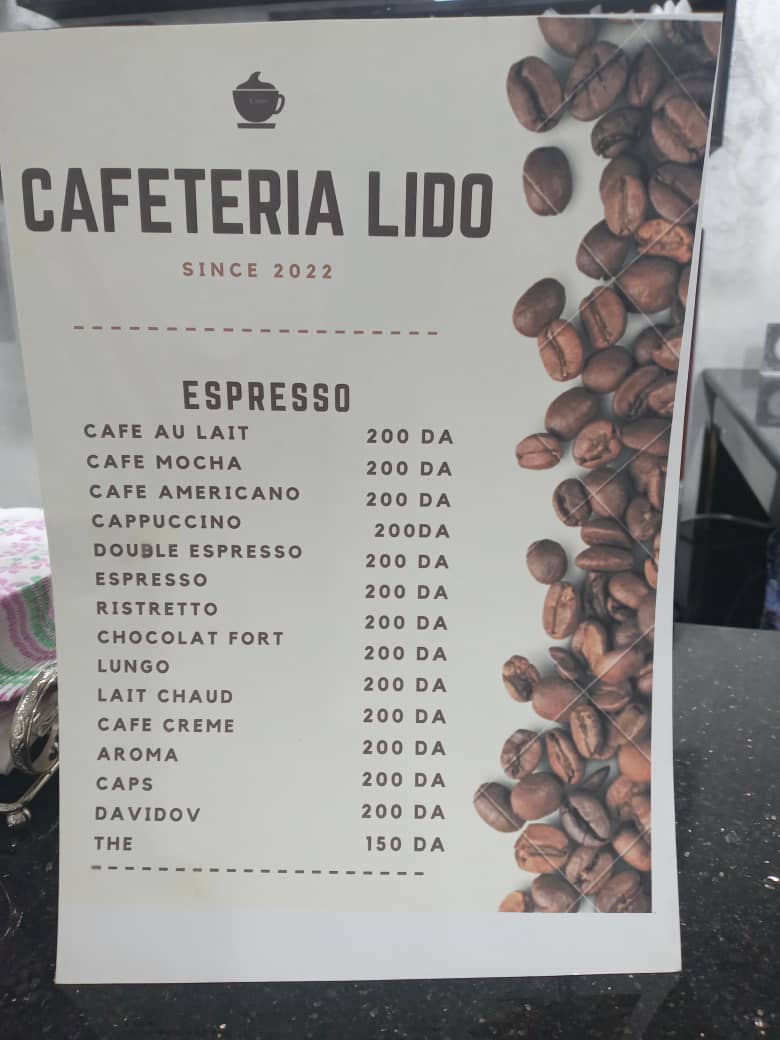 CAFETERIA LIDO
SINCE 2022
ESPRESSO
CAFE AU LAIT 200 DA
CAFE MOCHA 200 DA
CAFE AMERICANO 200 DA
CAPPUCCINO 200DA
DOUBLE ESPRESSO 200 DA
ESPRESSO 200 DA
RISTRETTO 200 DA
CHOCOLAT FORT 200 DA
LUNGO 200 DA
LAIT CHAUD 200 DA
CAFE CREME 200 DA
AROMA 200 DA
CAPS 200 DA
DAVIDOV 200 DA
THE 150 DA